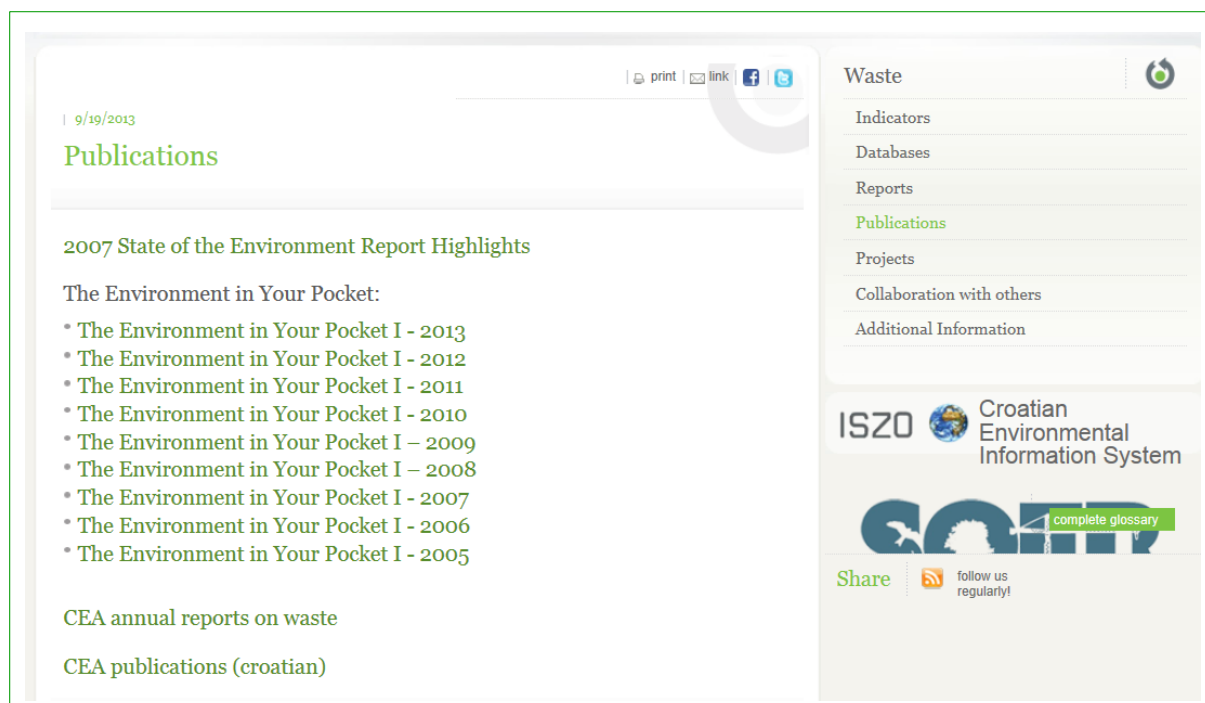 print link
9/19/2013
Publications
2007 State of the Environment Report Highlights
The Environment in Your Pocket:
• The Environment in Your Pocket I - 2013
• The Environment in Your Pocket I - 2012
• The Environment in Your Pocket I - 2011
• The Environment in Your Pocket I - 2010
• The Environment in Your Pocket I – 2009
• The Environment in Your Pocket I – 2008
• The Environment in Your Pocket I - 2007
• The Environment in Your Pocket I - 2006
• The Environment in Your Pocket I - 2005
CEA annual reports on waste
CEA publications (croatian)
Waste
Indicators
Databases
Reports
Publications
Projects
Collaboration with others
Additional Information
ISZO
Croatian
Environmental
Information System
complete glossary
Share
follow us
regularly!